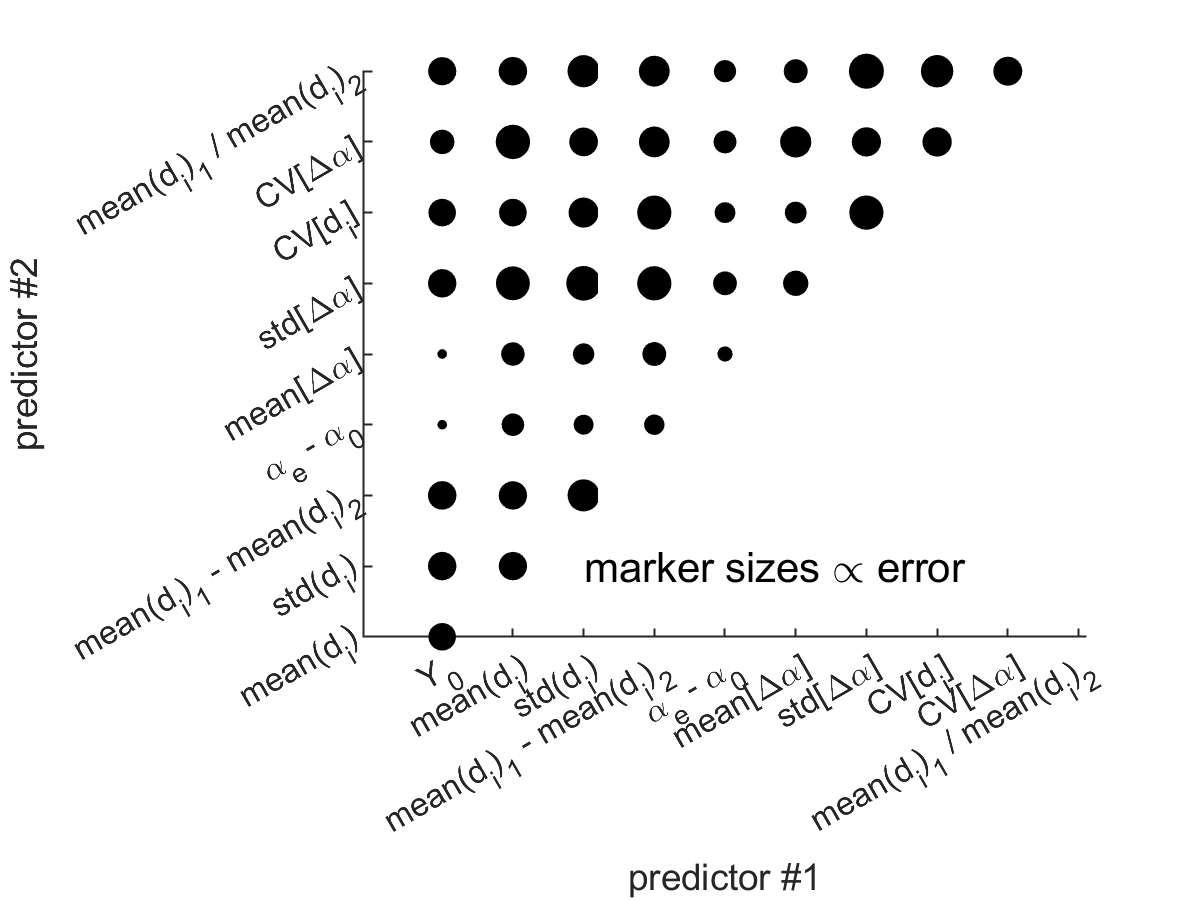 mean(d_i)_1 / mean(d_i)_2
CV[Δα]
CV[d_i]
std[Δα]
mean[Δα]
α_e - α_0
mean(d_i)_1 - mean(d_i)_2
std(d_i)
mean(d_i)
predictor #2
marker sizes ∝ error
Y_0
mean(d_i)
std(d_i)
mean(d_i)_1 - mean(d_i)_2
α_e - α_0
mean[Δα]
std[Δα]
CV[d_i]
CV[Δα]
mean(d_i)_1 / mean(d_i)_2
predictor #1